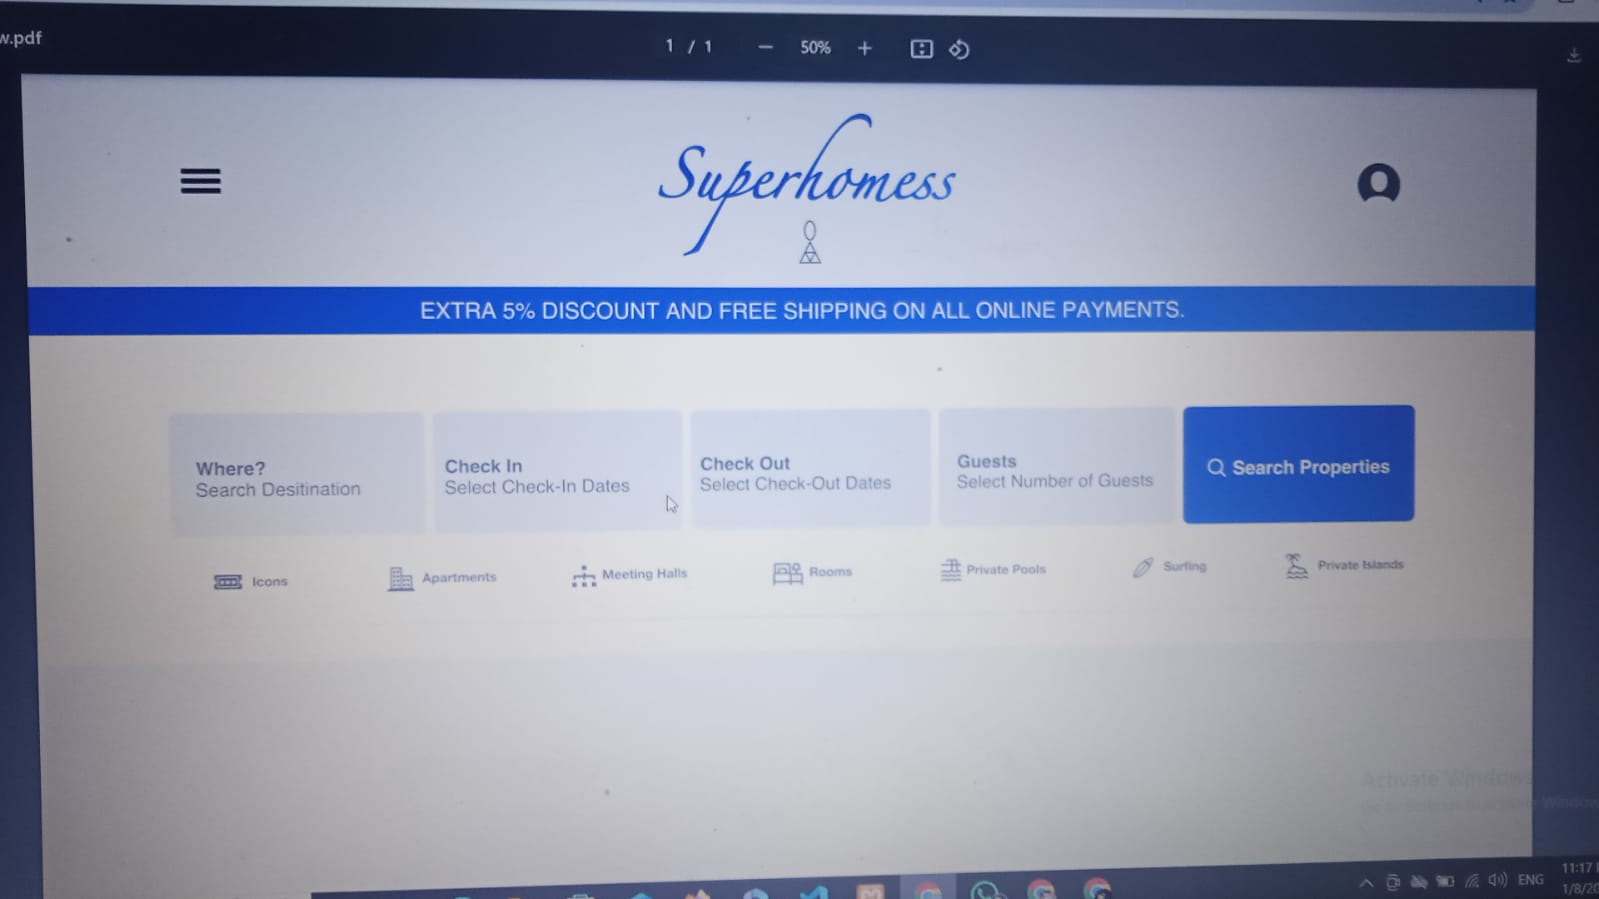 w.pdf
1 / 1
50%
Superhomess
EXTRA 5% DISCOUNT AND FREE SHIPPING ON ALL ONLINE PAYMENTS.
Where?
Search Desitination
Check In
Select Check-In Dates
Check Out
Select Check-Out Dates
Guests
Select Number of Guests
Search Properties
Icons
Apartments
Meeting Halls
Rooms
Private Pools
Surfing
Private Islands
Activate Windows
ENG
11:17
1/8/20